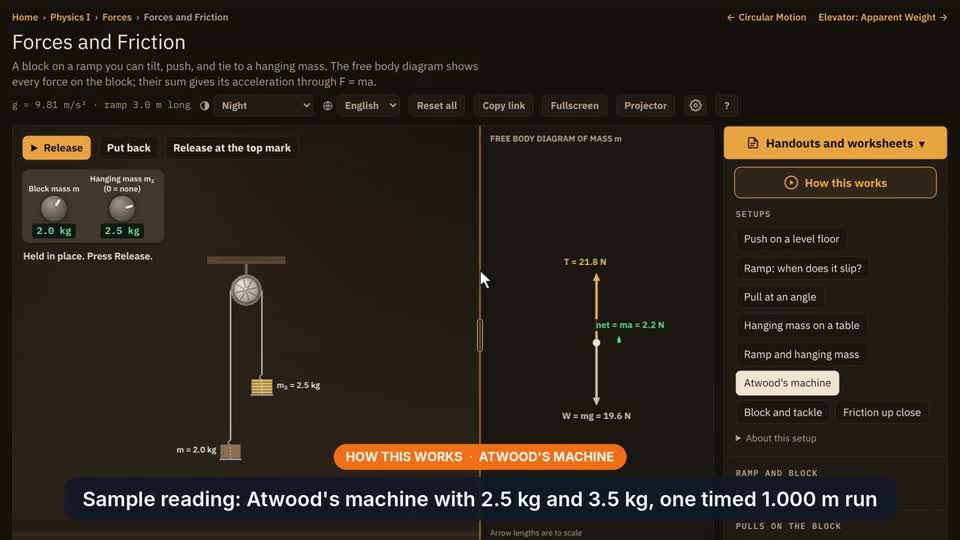 Home › Physics I › Forces › Forces and Friction
← Circular Motion Elevator: Apparent Weight →
Forces and Friction
A block on a ramp you can tilt, push, and tie to a hanging mass. The free body diagram shows
every force on the block; their sum gives its acceleration through F = ma.
g = 9.81 m/s² · ramp 3.0 m long
Night
English
Reset all
Copy link
Fullscreen
Projector
?
Release
Put back
Release at the top mark
Block mass m
2.0 kg
Hanging mass m₂
(0 = none)
2.5 kg
Held in place. Press Release.
m₂ = 2.5 kg
m = 2.0 kg
FREE BODY DIAGRAM OF MASS m
T = 21.8 N
net = ma = 2.2 N
W = mg = 19.6 N
Arrow lengths are to scale
Handouts and worksheets ▾
How this works
SETUPS
Push on a level floor
Ramp: when does it slip?
Pull at an angle
Hanging mass on a table
Ramp and hanging mass
Atwood's machine
Block and tackle
Friction up close
About this setup
RAMP AND BLOCK
PULLS ON THE BLOCK
HOW THIS WORKS · ATWOOD'S MACHINE
Sample reading: Atwood's machine with 2.5 kg and 3.5 kg, one timed 1.000 m run